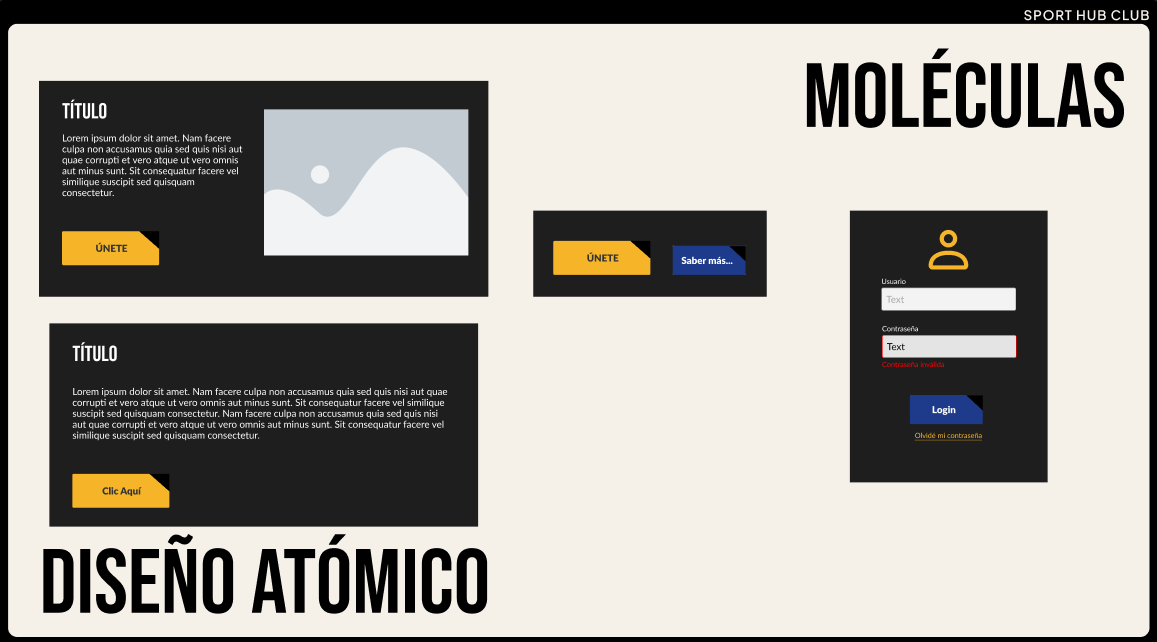 SPORT HUB CLUB
MOLÉCULAS
TÍTULO
Lorem ipsum dolor sit amet. Nam facere
culpa non accusamus quia sed quis nisi aut
quae corrupti et vero atque ut vero omnis
aut minus sunt. Sit consequatur facere vel
similique suscipit sed quisquam
consectetur.
ÚNETE
TÍTULO
Lorem ipsum dolor sit amet. Nam facere culpa non accusamus quia sed quis nisi aut quae
corrupti et vero atque ut vero omnis aut minus sunt. Sit consequatur facere vel similique
suscipit sed quisquam consectetur. Nam facere culpa non accusamus quia sed quis nisi
aut quae corrupti et vero atque ut vero omnis aut minus sunt. Sit consequatur facere vel
similique suscipit sed quisquam consectetur.
Clic Aquí
ÚNETE
Saber más...
Usuario
Text
Contraseña
Text
Contraseña Inválida
Login
Olvidé mi contraseña
DISEÑO ATÓMICO